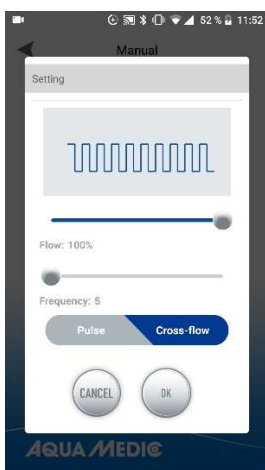 52 % 11:52
Manual
Setting
Flow: 100%
Frequency: 5
Pulse Cross-flow
CANCEL OK
AQUA MEDIC